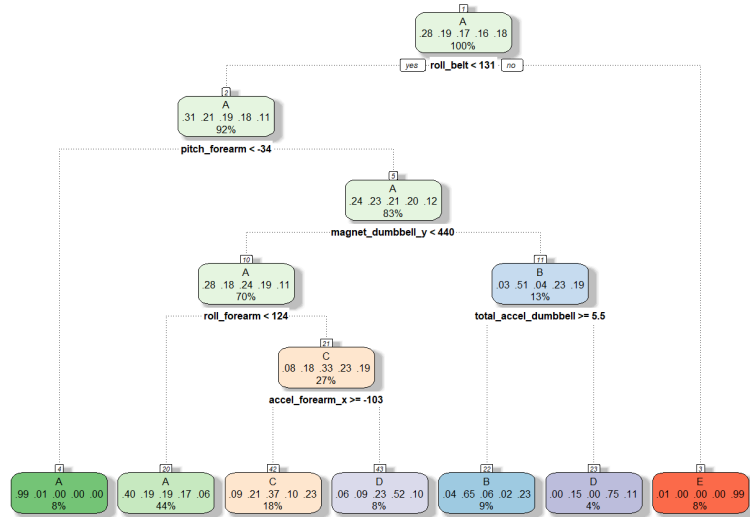 1
A
.28 .19 .17 .16 .18
100%
yes roll_belt < 131 no
2
A
.31 .21 .19 .18 .11
92%
pitch_forearm < -34
5
A
.24 .23 .21 .20 .12
83%
magnet_dumbbell_y < 440
10
A
.28 .18 .24 .19 .11
70%
roll_forearm < 124
11
B
.03 .51 .04 .23 .19
13%
total_accel_dumbbell >= 5.5
21
C
.08 .18 .33 .23 .19
27%
accel_forearm_x >= -103
4
A
.99 .01 .00 .00 .00
8%
20
A
.40 .19 .19 .17 .06
44%
42
C
.09 .21 .37 .10 .23
18%
43
D
.06 .09 .23 .52 .10
8%
22
B
.04 .65 .06 .02 .23
9%
23
D
.00 .15 .00 .75 .11
4%
3
E
.01 .00 .00 .00 .99
8%